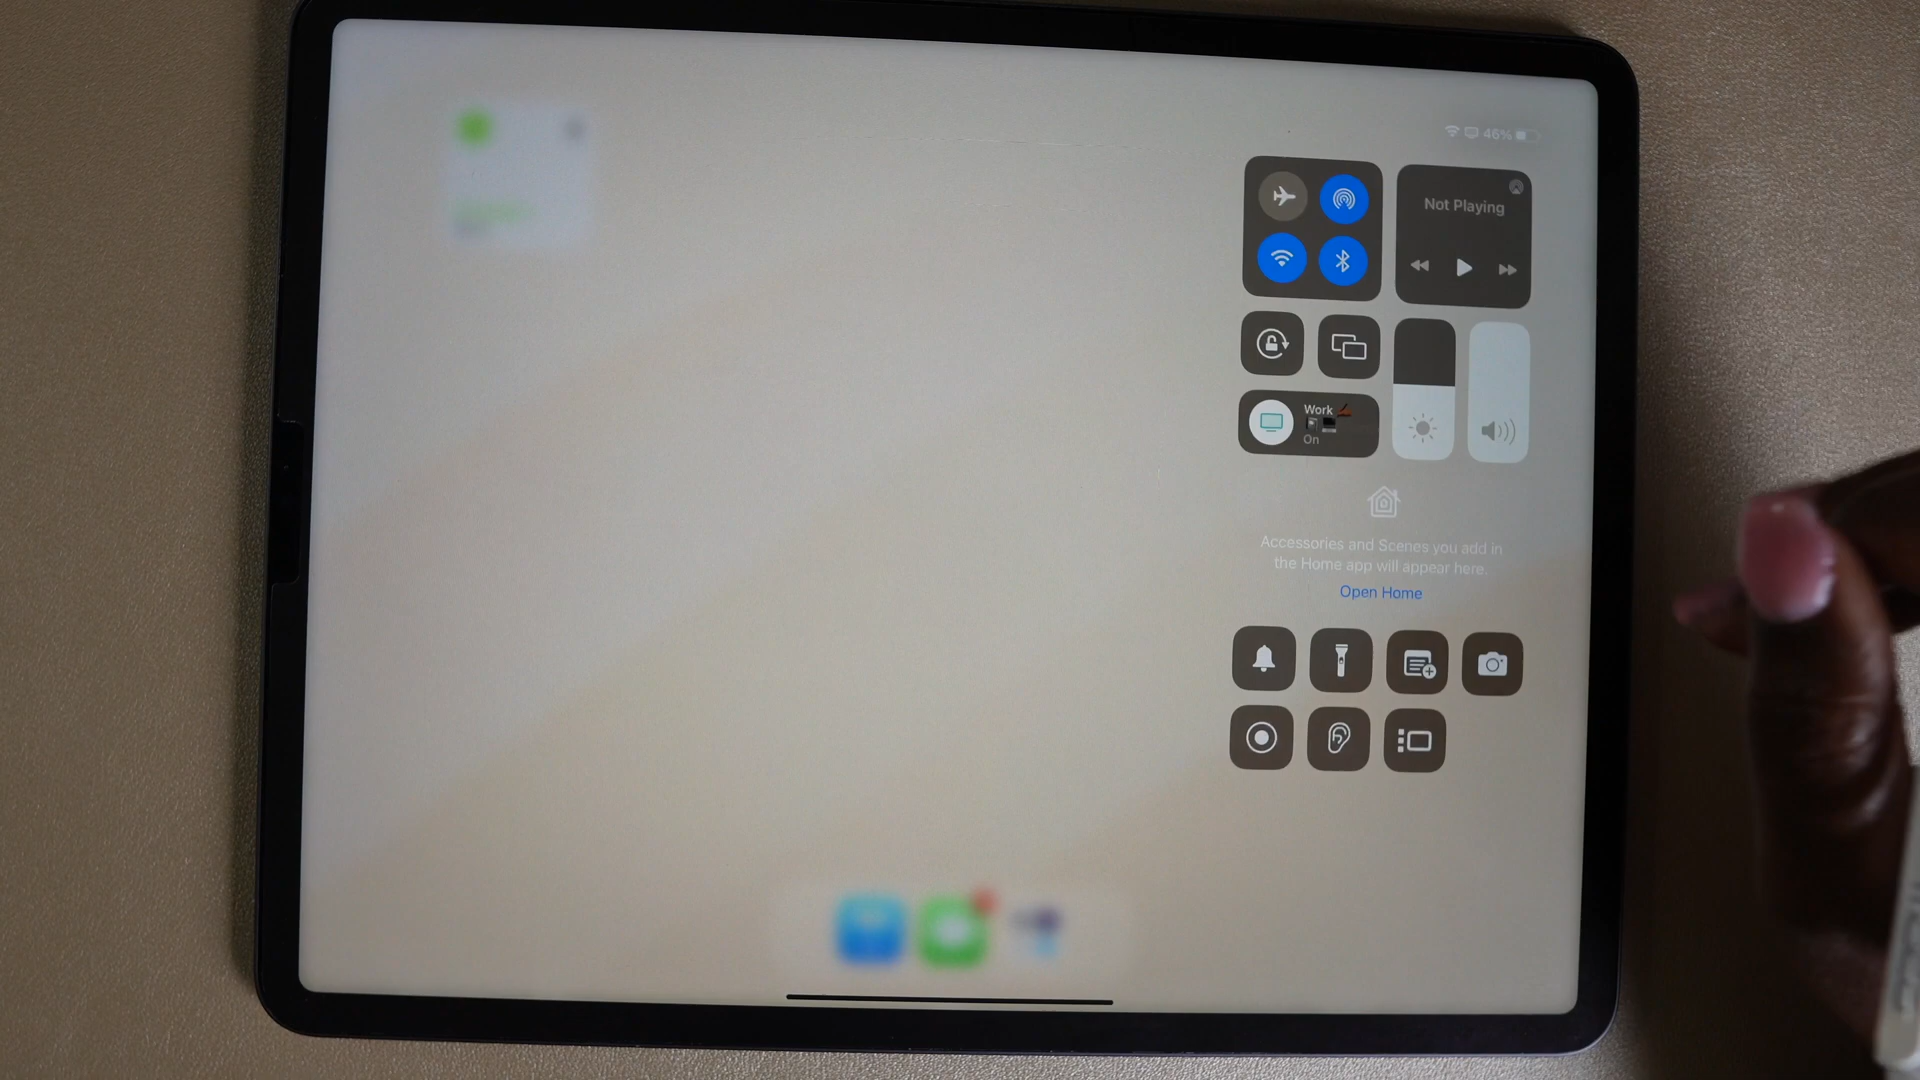 46%
Not Playing
Work
On
Accessories and Scenes you add in
the Home app will appear here.
Open Home